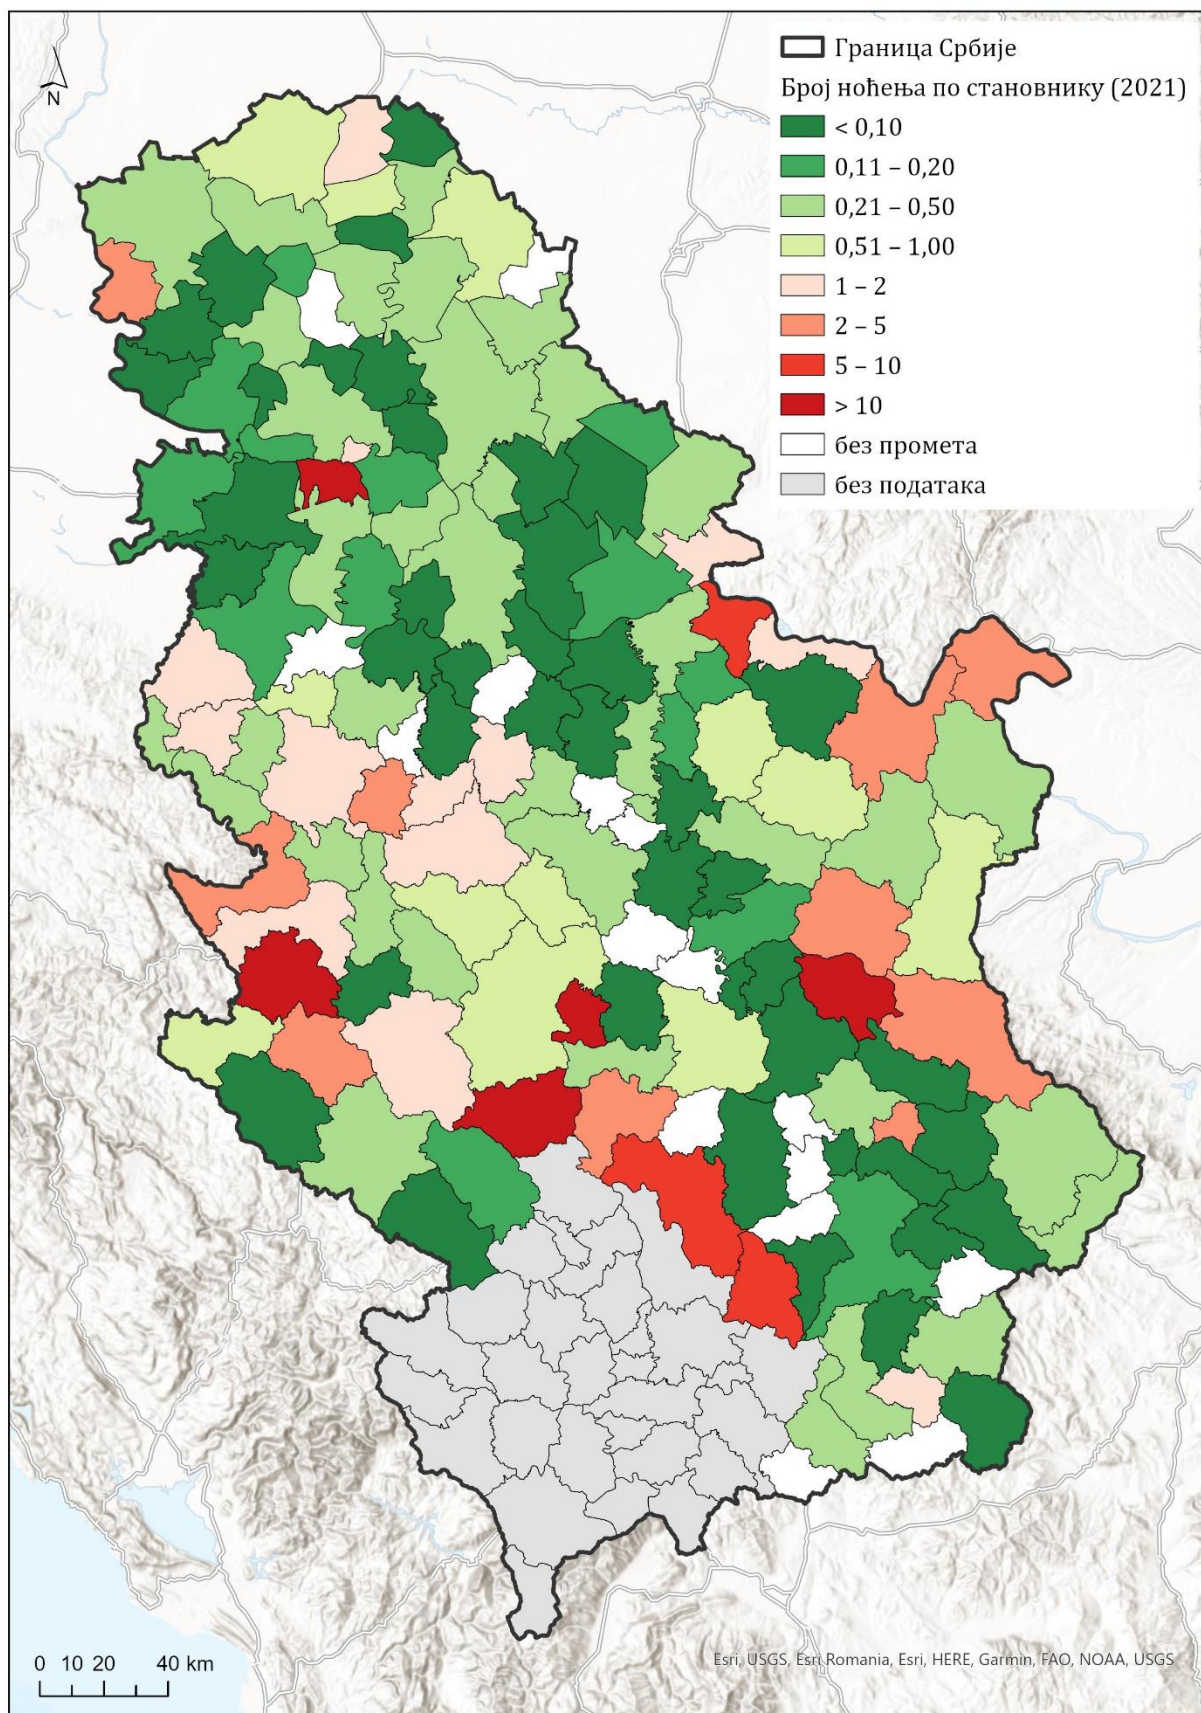 Граница Србије
Број ноћења по становнику (2021)
< 0,10
0,11 – 0,20
0,21 – 0,50
0,51 – 1,00
1 – 2
2 – 5
5 – 10
> 10
без промета
без података
N
0 10 20 40 km
Esri, USGS, Esri Romania, Esri, HERE, Garmin, FAO, NOAA, USGS